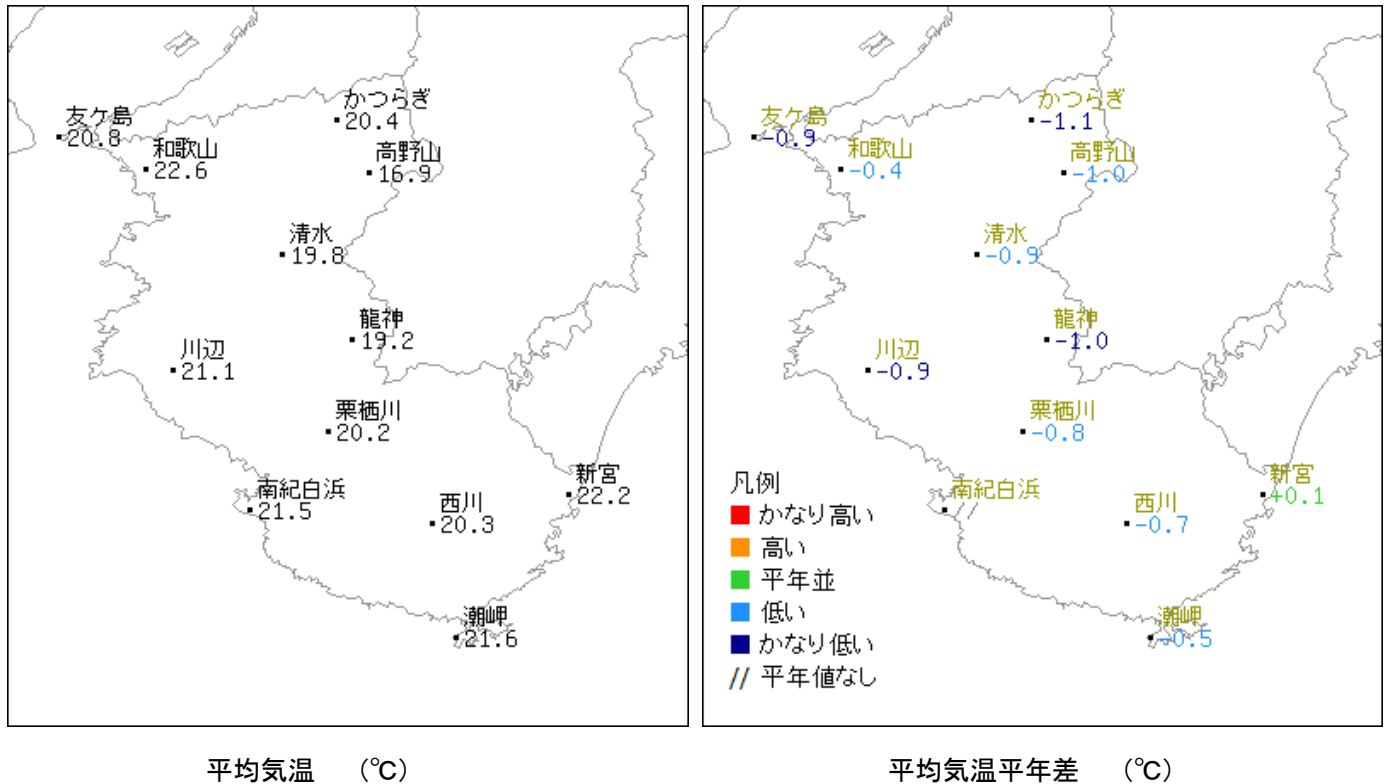 かつらぎ
20.4
友ケ島
20.8
和歌山
22.6
高野山
16.9
清水
19.8
龍神
19.2
川辺
21.1
栗栖川
20.2
南紀白浜
21.5
西川
20.3
新宮
22.2
潮岬
21.6
平均気温 (℃)
かつらぎ
-1.1
友ケ島
-0.9
和歌山
-0.4
高野山
-1.0
清水
-0.9
龍神
-1.0
川辺
-0.9
栗栖川
-0.8
南紀白浜
//
西川
-0.7
新宮
+0.1
潮岬
-0.5
凡例
かなり高い
高い
平年並
低い
かなり低い
// 平年値なし
平均気温平年差 (℃)